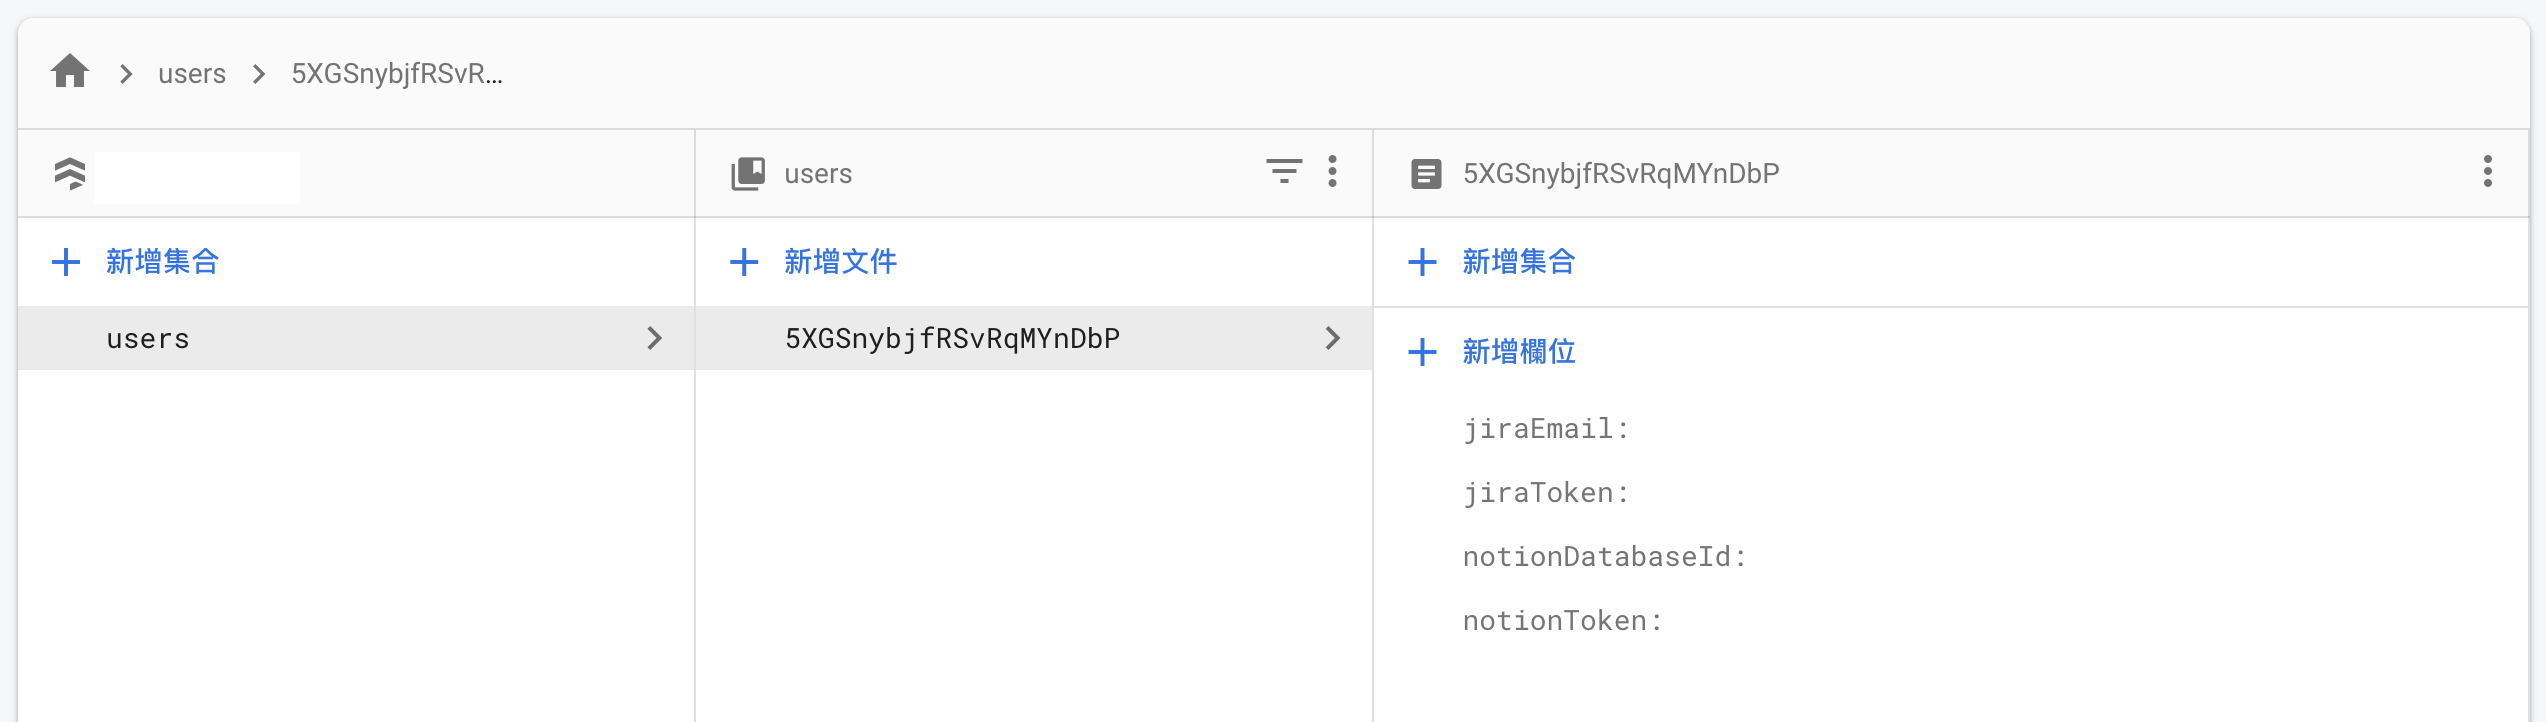 users
5XGSnybjfRSvR...
users
5XGSnybjfRSvRqMYnDbP
新增集合
新增文件
新增集合
users
5XGSnybjfRSvRqMYnDbP
新增欄位
jiraEmail:
jiraToken:
notionDatabaseId:
notionToken: